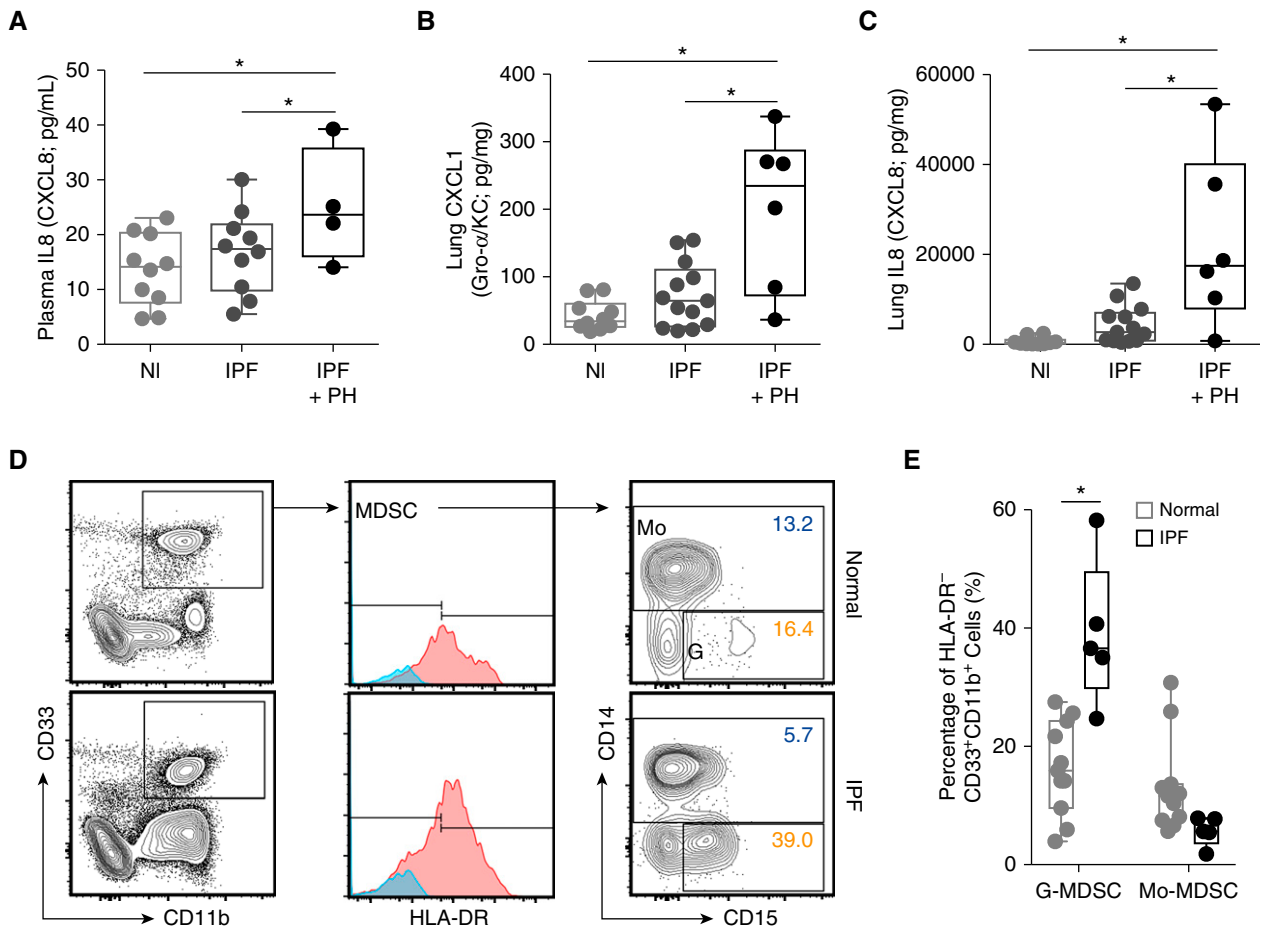 A
Plasma IL8 (CXCL8; pg/mL)
50
40
30
20
10
0
*
*
NI
IPF
IPF
+ PH
B
Lung CXCL1
(Gro-α/KC; pg/mg)
400
300
200
100
0
*
*
NI
IPF
IPF
+ PH
C
Lung IL8 (CXCL8; pg/mg)
60000
40000
20000
0
*
*
NI
IPF
IPF
+ PH
D
MDSC
Mo
13.2
G
16.4
Normal
5.7
39.0
IPF
CD33
CD11b
HLA-DR
CD14
CD15
E
Percentage of HLA-DR⁻
CD33⁺CD11b⁺ Cells (%)
60
40
20
0
*
Normal
IPF
G-MDSC
Mo-MDSC